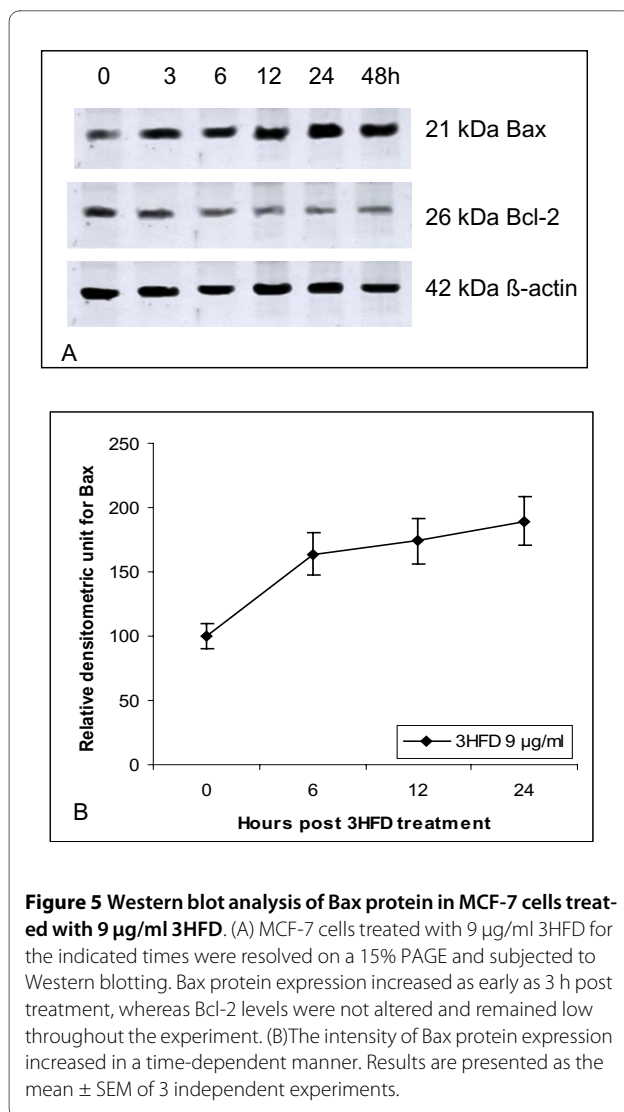 0 3 6 12 24 48h
21 kDa Bax
26 kDa Bcl-2
42 kDa ß-actin
A
250
200
150
100
50
0
Relative densitometric unit for Bax
3HFD 9 µg/ml
0 6 12 24
B
Hours post 3HFD treatment
Figure 5 Western blot analysis of Bax protein in MCF-7 cells treat-
ed with 9 µg/ml 3HFD. (A) MCF-7 cells treated with 9 µg/ml 3HFD for
the indicated times were resolved on a 15% PAGE and subjected to
Western blotting. Bax protein expression increased as early as 3 h post
treatment, whereas Bcl-2 levels were not altered and remained low
throughout the experiment. (B)The intensity of Bax protein expression
increased in a time-dependent manner. Results are presented as the
mean ± SEM of 3 independent experiments.